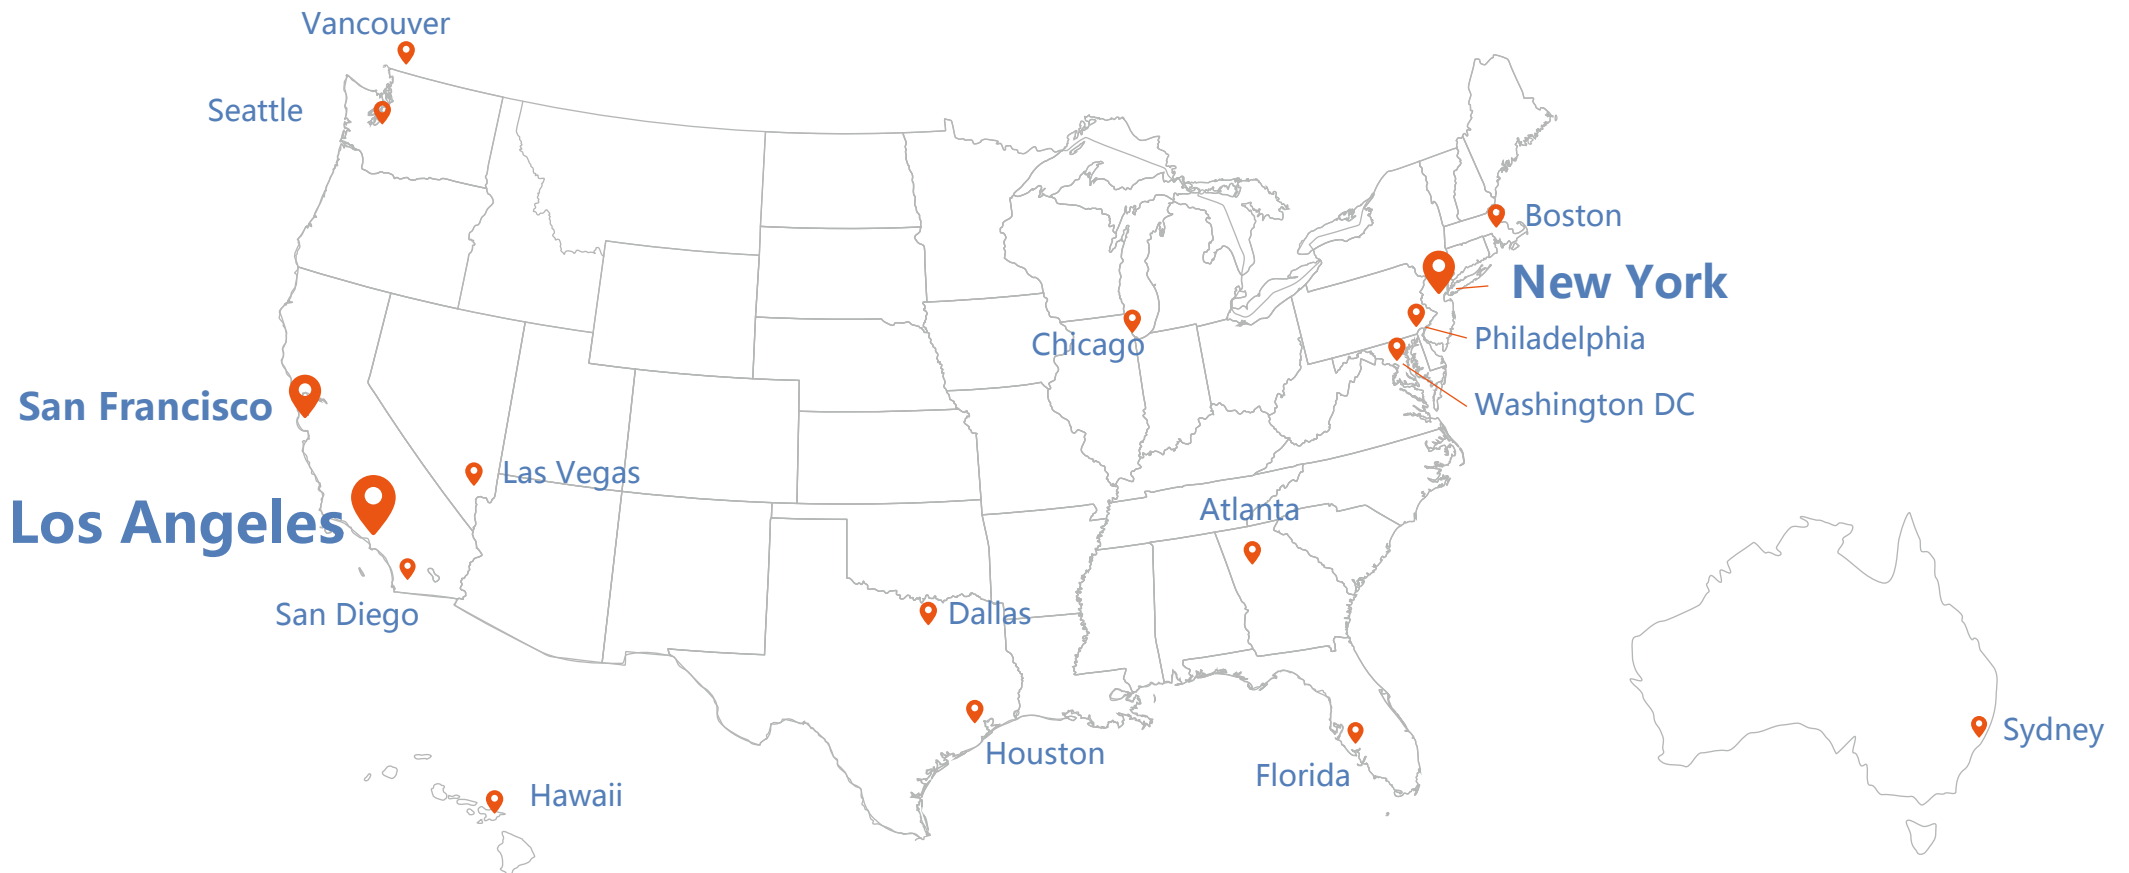 Vancouver
Seattle
Boston
New York
Philadelphia
Chicago
Washington DC
San Francisco
Las Vegas
Los Angeles
Atlanta
San Diego
Dallas
Houston
Florida
Hawaii
Sydney